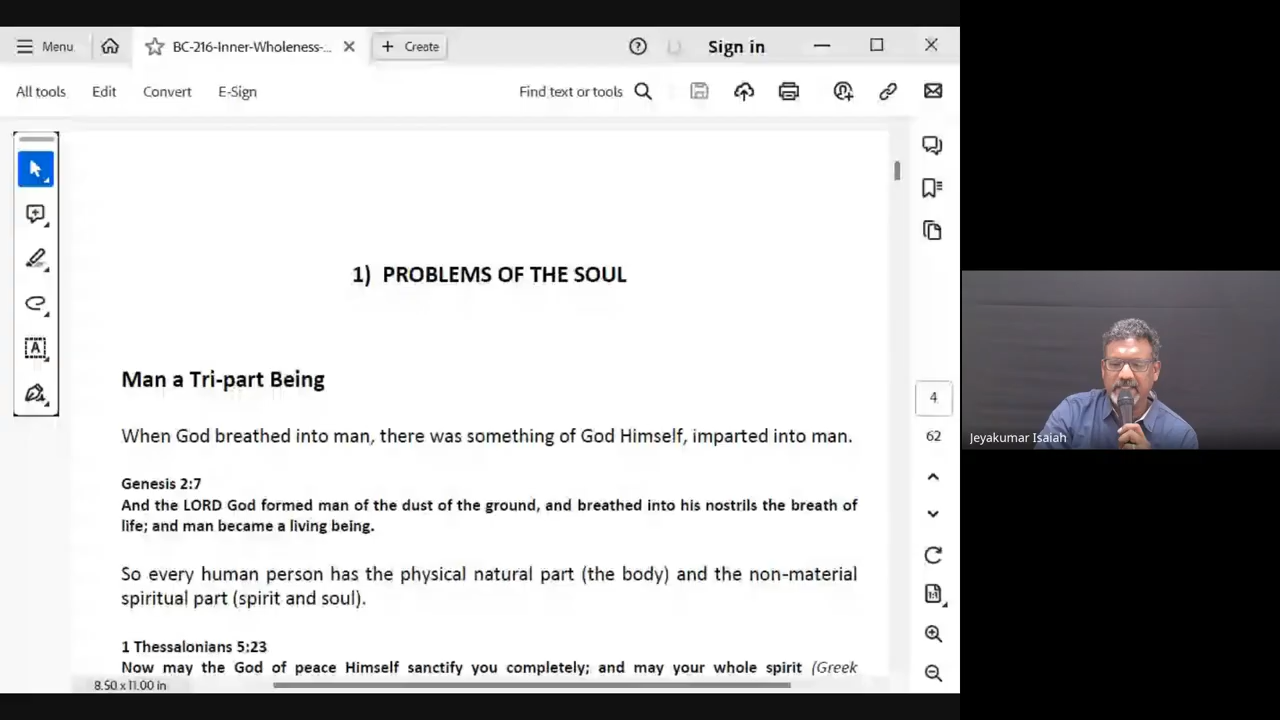 Menu
BC-216-Inner-Wholeness-...
Create
Sign in
All tools
Edit
Convert
E-Sign
Find text or tools
1) PROBLEMS OF THE SOUL
Man a Tri-part Being
When God breathed into man, there was something of God Himself, imparted into man.
Genesis 2:7
And the LORD God formed man of the dust of the ground, and breathed into his nostrils the breath of
life; and man became a living being.
So every human person has the physical natural part (the body) and the non-material
spiritual part (spirit and soul).
1 Thessalonians 5:23
Now may the God of peace Himself sanctify you completely; and may your whole spirit (Greek
8.50 x 11.00 in
4
62
1:1
Jeyakumar Isaiah